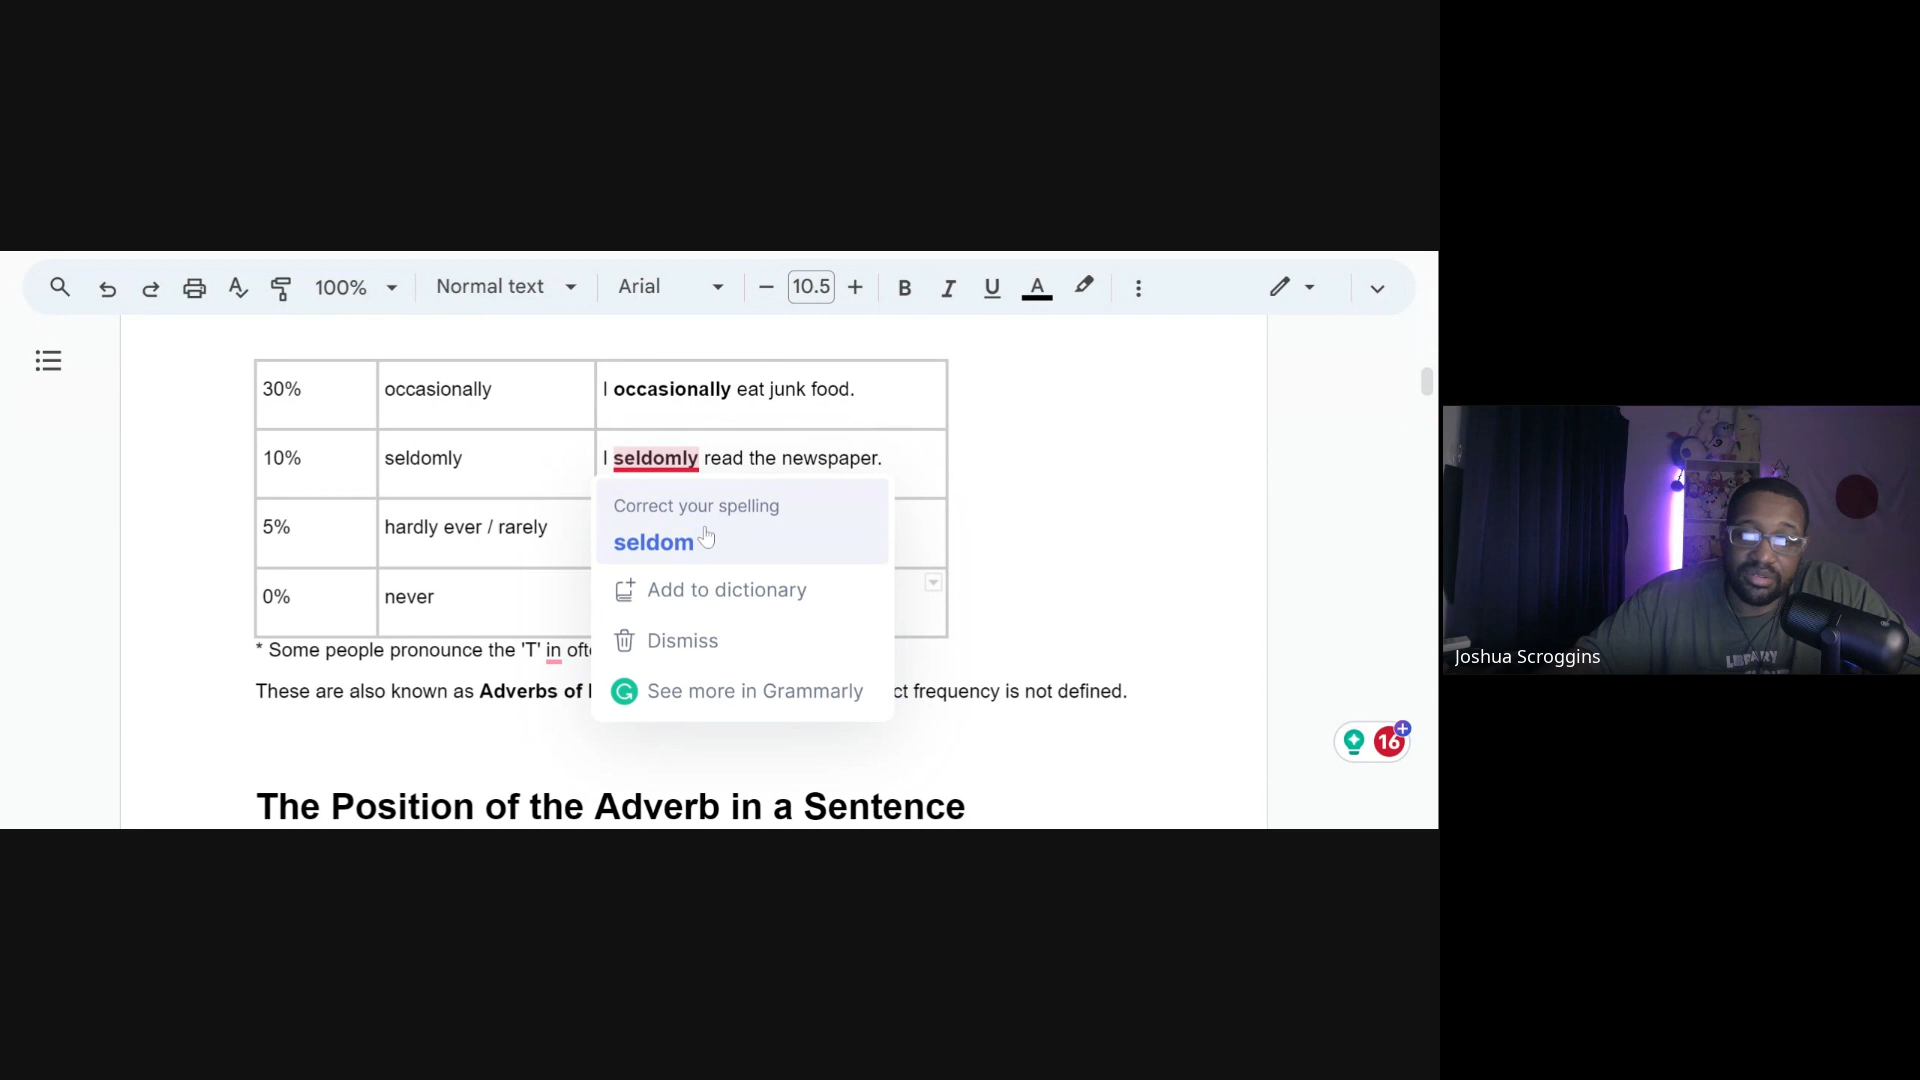 100% Normal text Arial 10.5 B I U A
30% occasionally I occasionally eat junk food.
10% seldomly I seldomly read the newspaper.
Correct your spelling
seldom
5% hardly ever / rarely
Add to dictionary
0% never
Dismiss
* Some people pronounce the 'T' in
These are also known as Adverbs of frequency is not defined.
See more in Grammarly
16
The Position of the Adverb in a Sentence
Joshua Scroggins